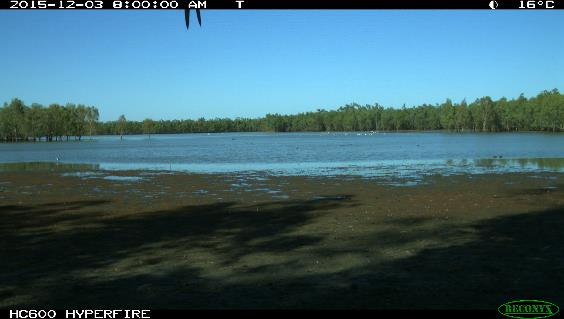 2015-12-03 8:00:00 AM T 16°C
HC600 HYPERFIRE
RECONYX